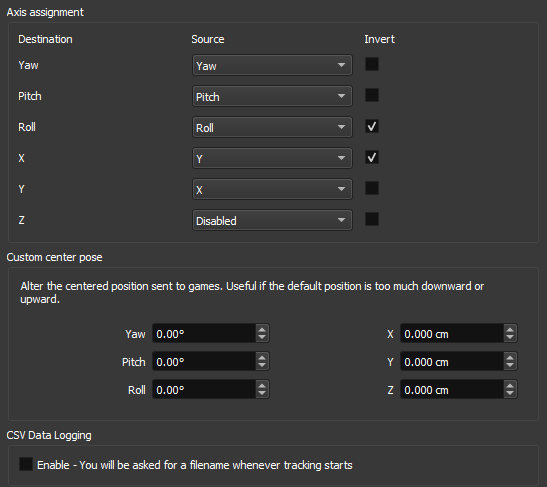 Axis assignment
Destination Source Invert
Yaw Yaw
Pitch Pitch
Roll Roll
X Y
Y X
Z Disabled
Custom center pose
Alter the centered position sent to games. Useful if the default position is too much downward or
upward.
Yaw 0.00° X 0.000 cm
Pitch 0.00° Y 0.000 cm
Roll 0.00° Z 0.000 cm
CSV Data Logging
Enable - You will be asked for a filename whenever tracking starts